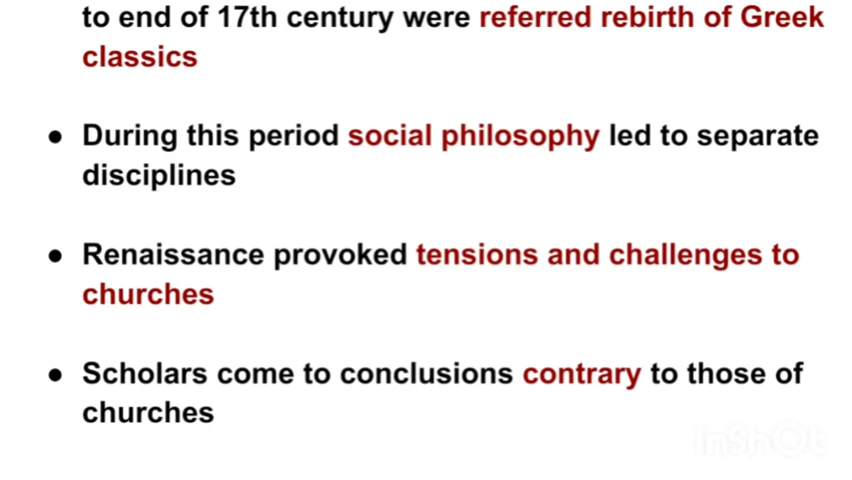 to end of 17th century were referred rebirth of Greek
classics
● During this period social philosophy led to separate
disciplines
● Renaissance provoked tensions and challenges to
churches
● Scholars come to conclusions contrary to those of
churches
InShOt